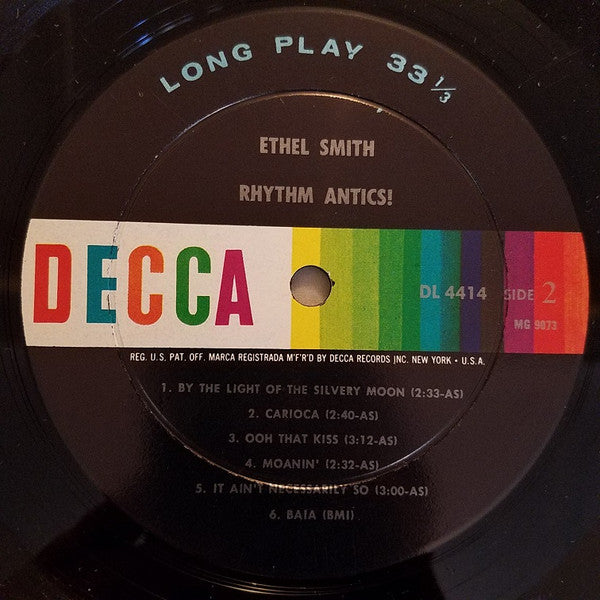 LONG PLAY 33 1/3
ETHEL SMITH
RHYTHM ANTICS!
DECCA
DL 4414 SIDE 2
MG 9073
REG. U.S. PAT. OFF. MARCA REGISTRADA M'F'R'D BY DECCA RECORDS INC. NEW YORK • U.S.A.
1. BY THE LIGHT OF THE SILVERY MOON (2:33-AS)
2. CARIOCA (2:40-AS)
3. OOH THAT KISS (3:12-AS)
4. MOANIN' (2:32-AS)
5. IT AIN'T NECESSARILY SO (3:00-AS)
6. BAIA (BMI)